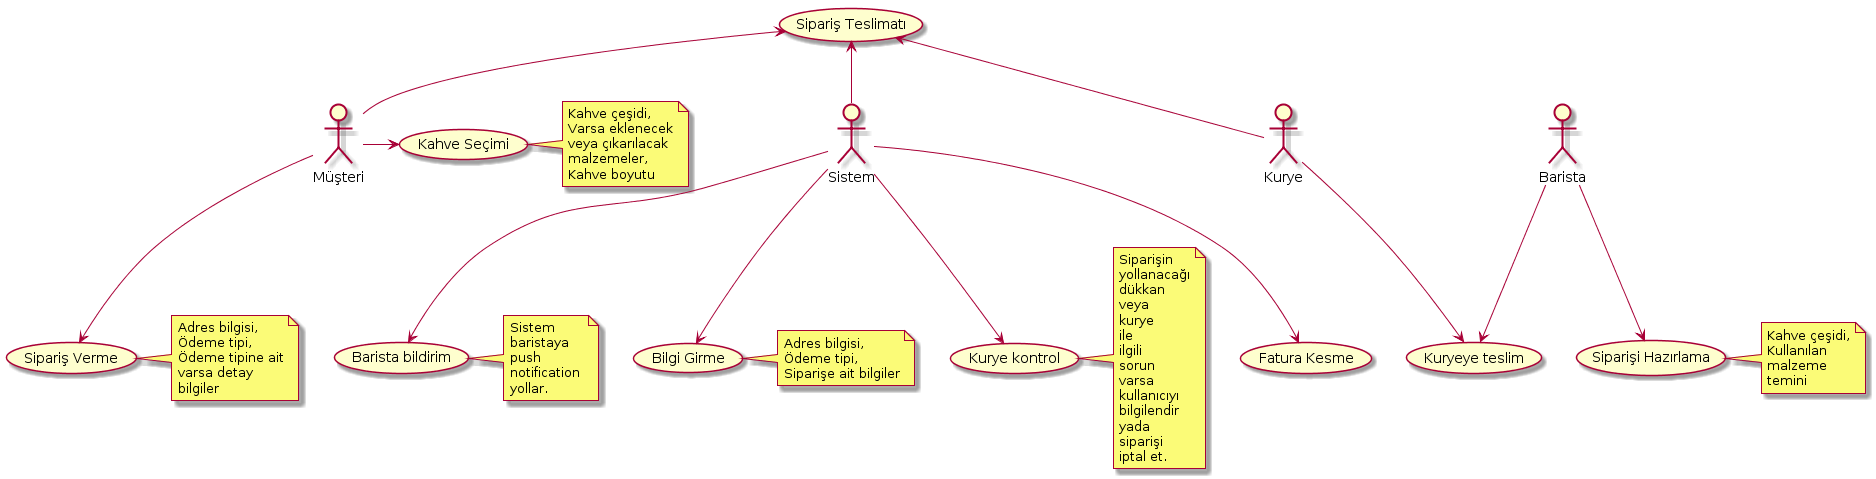 Sipariş Teslimatı
Kahve çeşidi,
Varsa eklenecek
veya çıkarılacak
malzemeler,
Kahve boyutu
Kahve Seçimi
Müşteri
Sistem
Kurye
Barista
Sipariş Verme
Adres bilgisi,
Ödeme tipi,
Ödeme tipine ait
varsa detay
bilgiler
Barista bildirim
Sistem
baristaya
push
notification
yollar.
Bilgi Girme
Adres bilgisi,
Ödeme tipi,
Siparişe ait bilgiler
Kurye kontrol
Siparişin
yollanacağı
dükkan
veya
kurye
ile
ilgili
sorun
varsa
kullanıcıyı
bilgilendir
yada
siparişi
iptal et.
Fatura Kesme
Kuryeye teslim
Siparişi Hazırlama
Kahve çeşidi,
Kullanılan
malzeme
temini